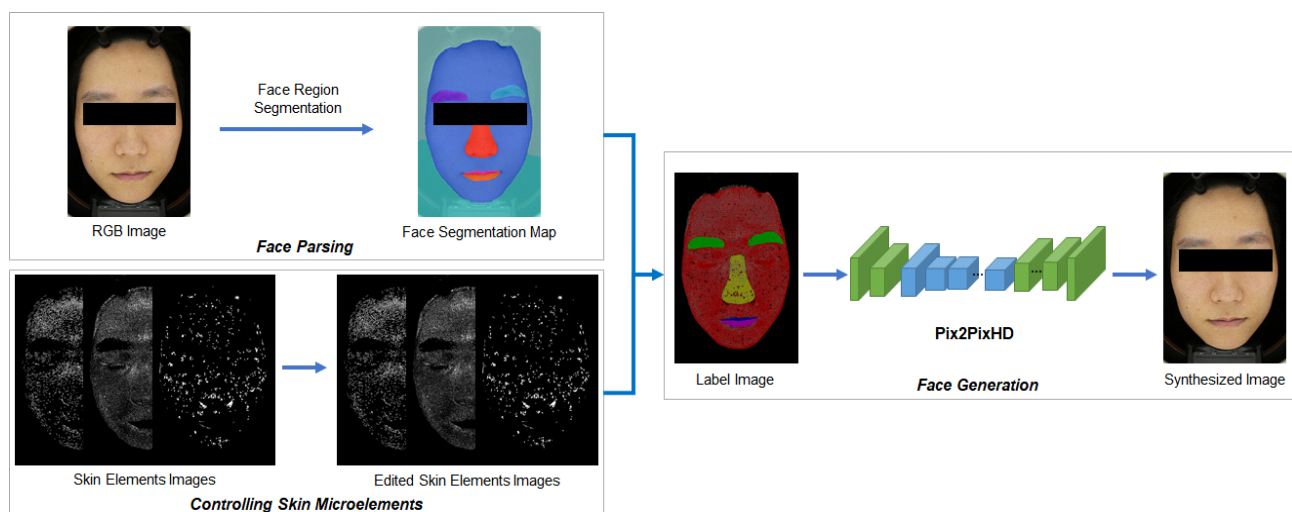 Face Region
Segmentation
RGB Image
Face Segmentation Map
Face Parsing
Skin Elements Images
Edited Skin Elements Images
Controlling Skin Microelements
...
...
Pix2PixHD
Label Image
Synthesized Image
Face Generation